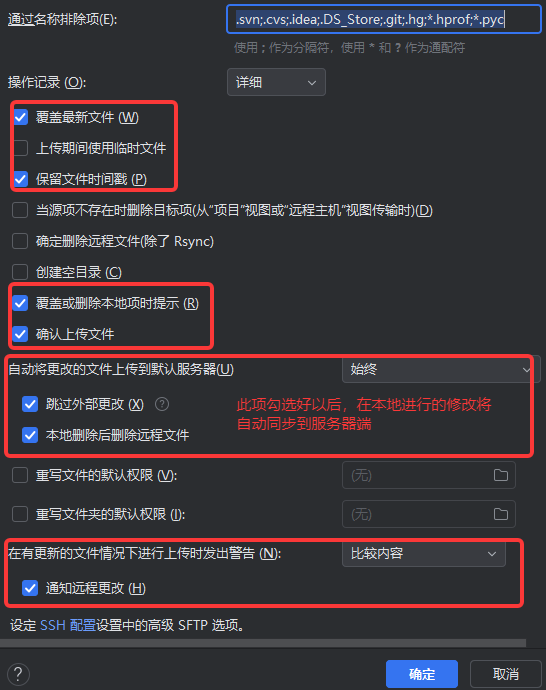 通过名称排除项(E):
.svn;.cvs;.idea;.DS_Store;.git;.hg;*.hprof;*.pyc
使用 ; 作为分隔符，使用 * 和 ? 作为通配符
操作记录 (O):
详细
覆盖最新文件 (W)
上传期间使用临时文件
保留文件时间戳 (P)
当源项不存在时删除目标项(从“项目”视图或“远程主机”视图传输时)(D)
确定删除远程文件(除了 Rsync)
创建空目录 (C)
覆盖或删除本地项时提示 (R)
确认上传文件
自动将更改的文件上传到默认服务器(U)
始终
跳过外部更改 (X) ?
此项勾选好以后，在本地进行的修改将
自动同步到服务器端
本地删除后删除远程文件
重写文件的默认权限 (V):
(无)
重写文件夹的默认权限 (I):
(无)
在有更新的文件情况下进行上传时发出警告 (N):
比较内容
通知远程更改 (H)
设定 SSH 配置设置中的高级 SFTP 选项。
?
确定
取消